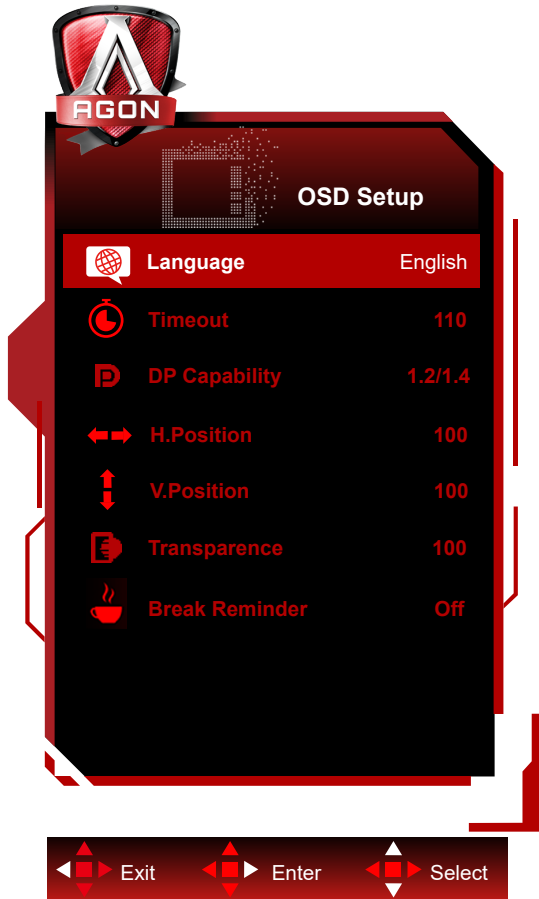 AGON
OSD Setup
Language English
Timeout 110
DP Capability 1.2/1.4
H.Position 100
V.Position 100
Transparence 100
Break Reminder Off
Exit Enter Select